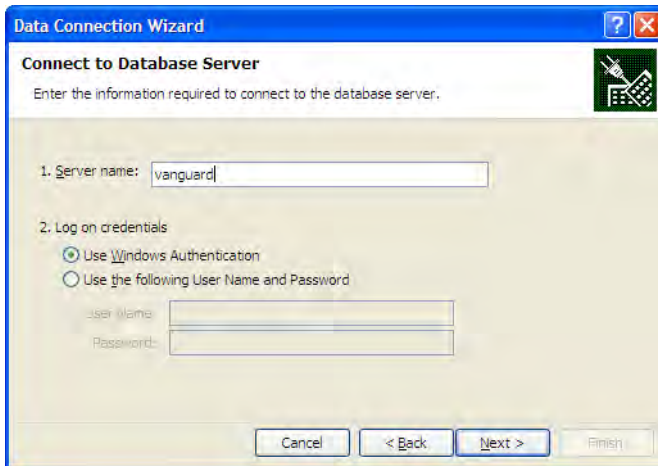 Data Connection Wizard
Connect to Database Server
Enter the information required to connect to the database server.
1. Server name: vanguard
2. Log on credentials
Use Windows Authentication
Use the following User Name and Password
User Name:
Password:
Cancel < Back Next > Finish